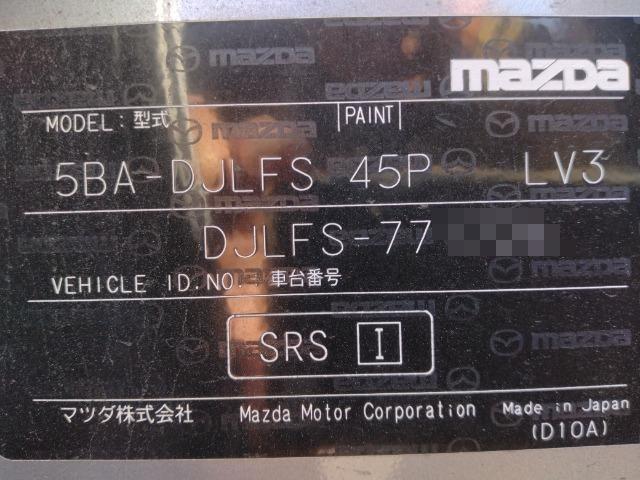 mazda
MODEL: 型式 PAINT
5BA-DJLFS 45P LV3
DJLFS-77
VEHICLE ID.NO. 車台番号
SRS I
マツダ株式会社 Mazda Motor Corporation Made in Japan
(D10A)